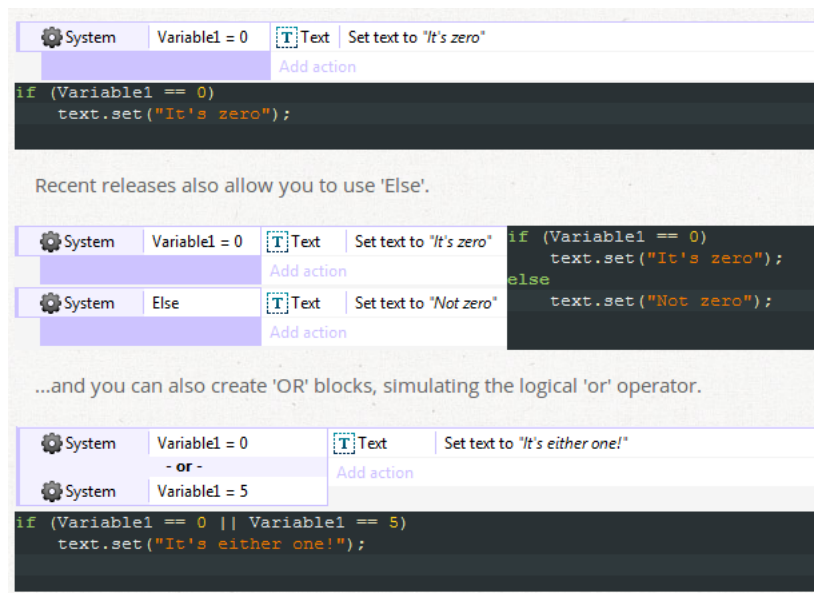 System Variable1 = 0 T Text Set text to "It's zero"
Add action
if (Variable1 == 0)
text.set("It's zero");
Recent releases also allow you to use 'Else'.
System Variable1 = 0 T Text Set text to "It's zero"
Add action
System Else T Text Set text to "Not zero"
Add action
if (Variable1 == 0)
text.set("It's zero");
else
text.set("Not zero");
...and you can also create 'OR' blocks, simulating the logical 'or' operator.
System Variable1 = 0 T Text Set text to "It's either one!"
- or -
Add action
System Variable1 = 5
if (Variable1 == 0 || Variable1 == 5)
text.set("It's either one!");